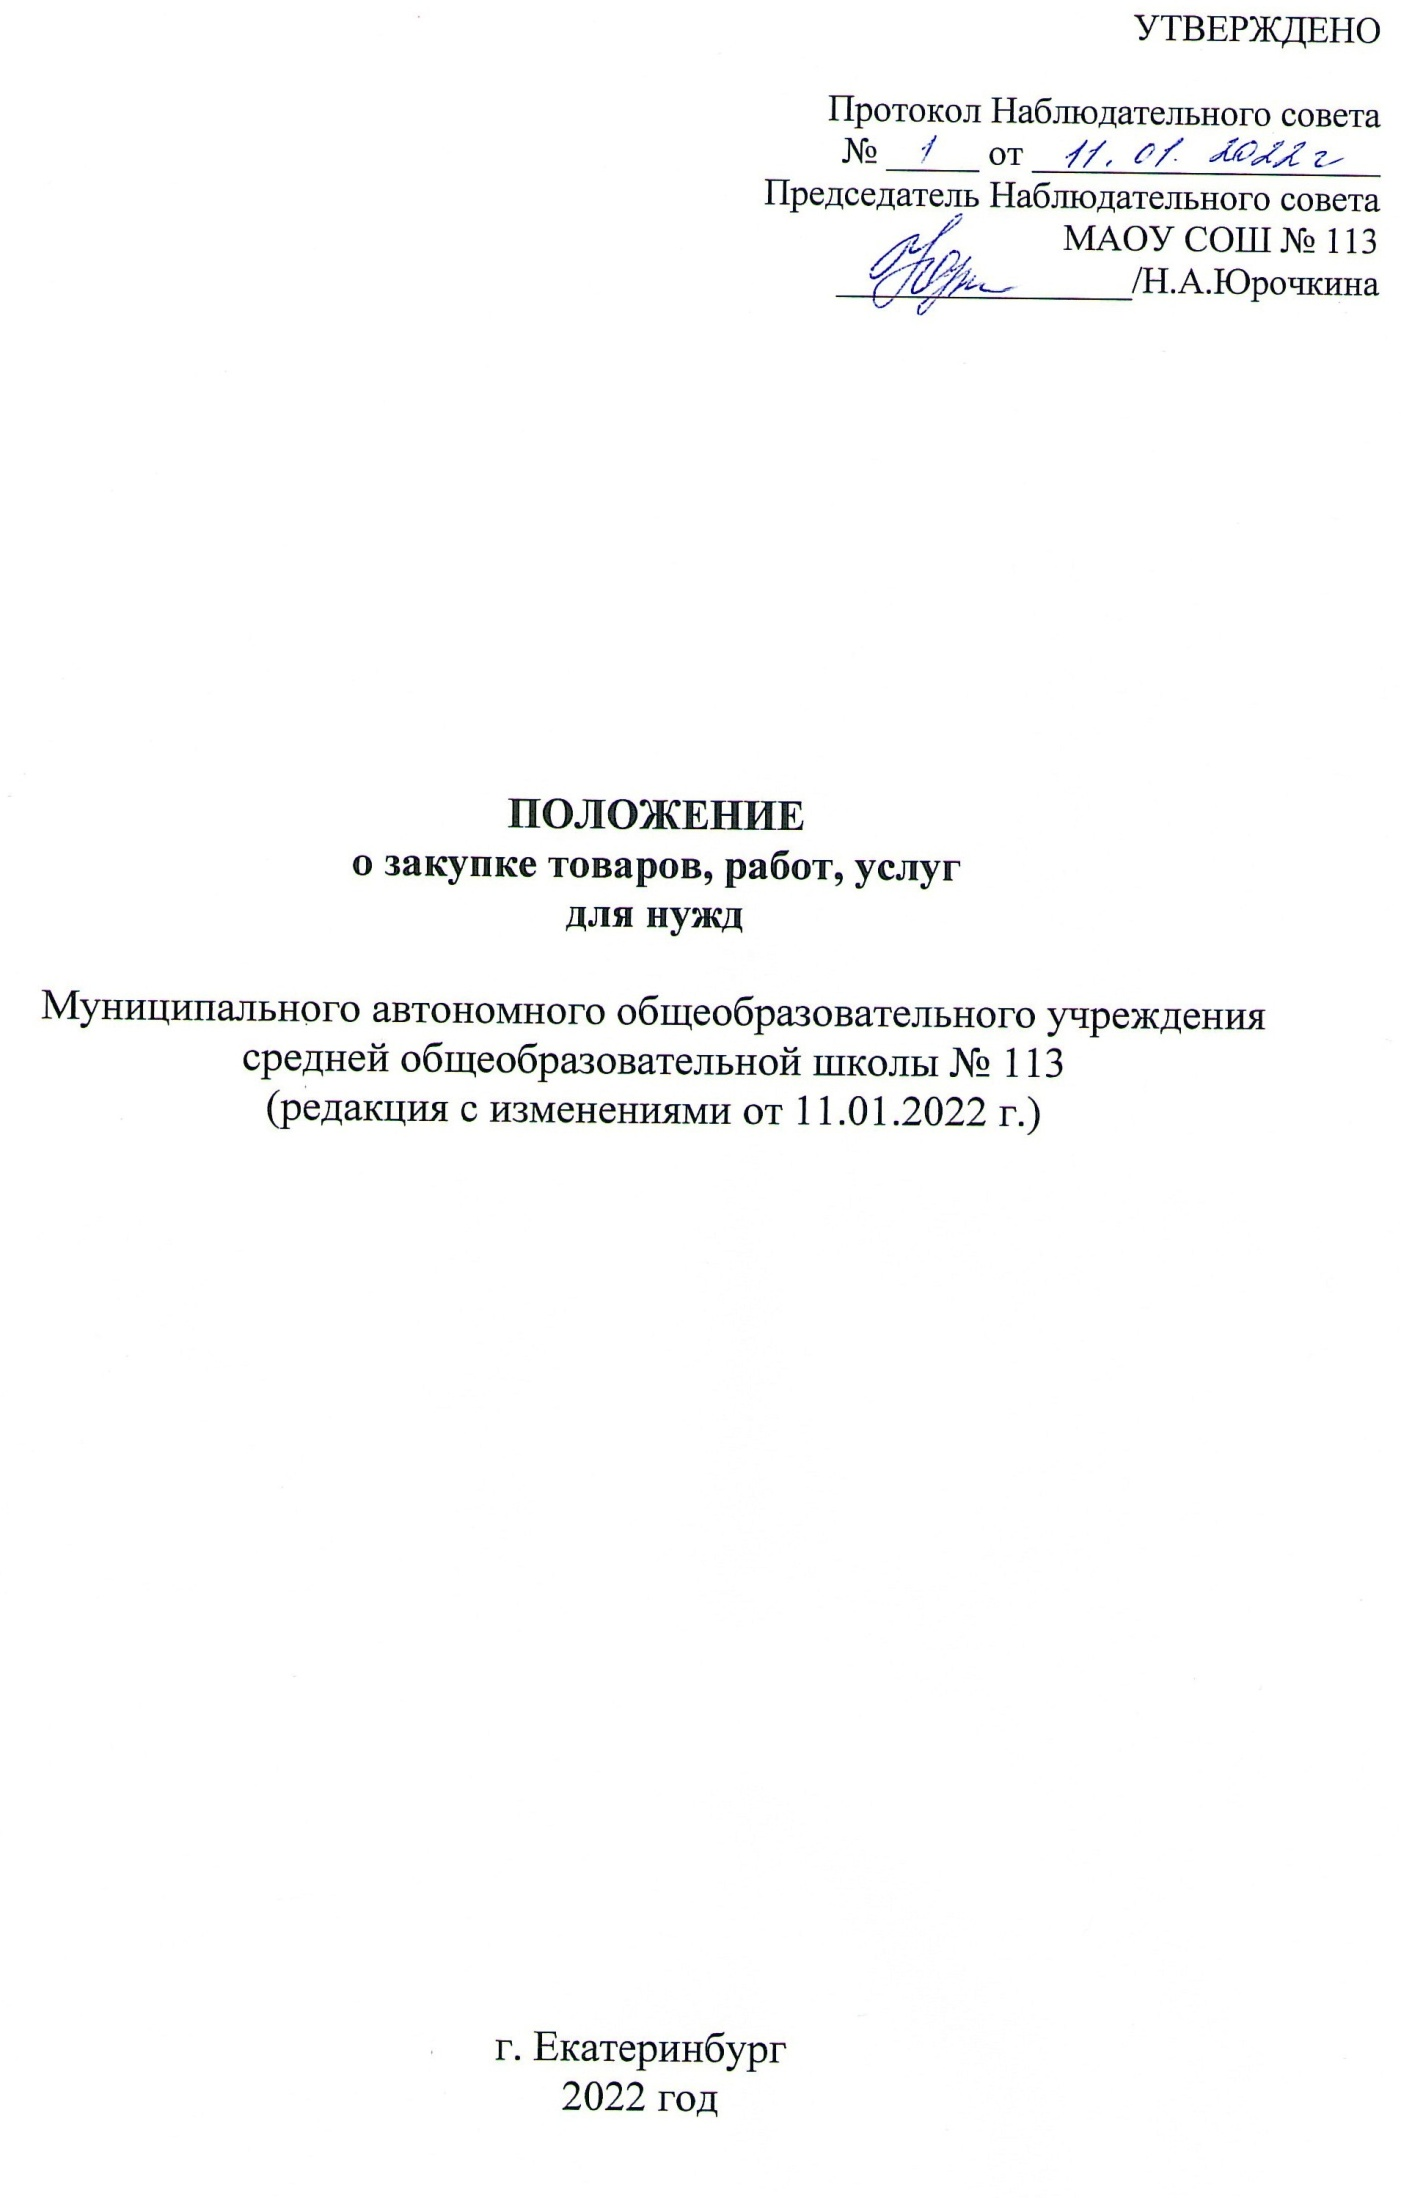 УТВЕРЖДЕНО
Протокол Наблюдательного совета
№ 1 от 11.01.2022г
Председатель Наблюдательного совета
МАОУ СОШ № 113
/Н.А.Юрочкина
ПОЛОЖЕНИЕ
о закупке товаров, работ, услуг
для нужд
Муниципального автономного общеобразовательного учреждения
средней общеобразовательной школы № 113
(редакция с изменениями от 11.01.2022 г.)
г. Екатеринбург
2022 год